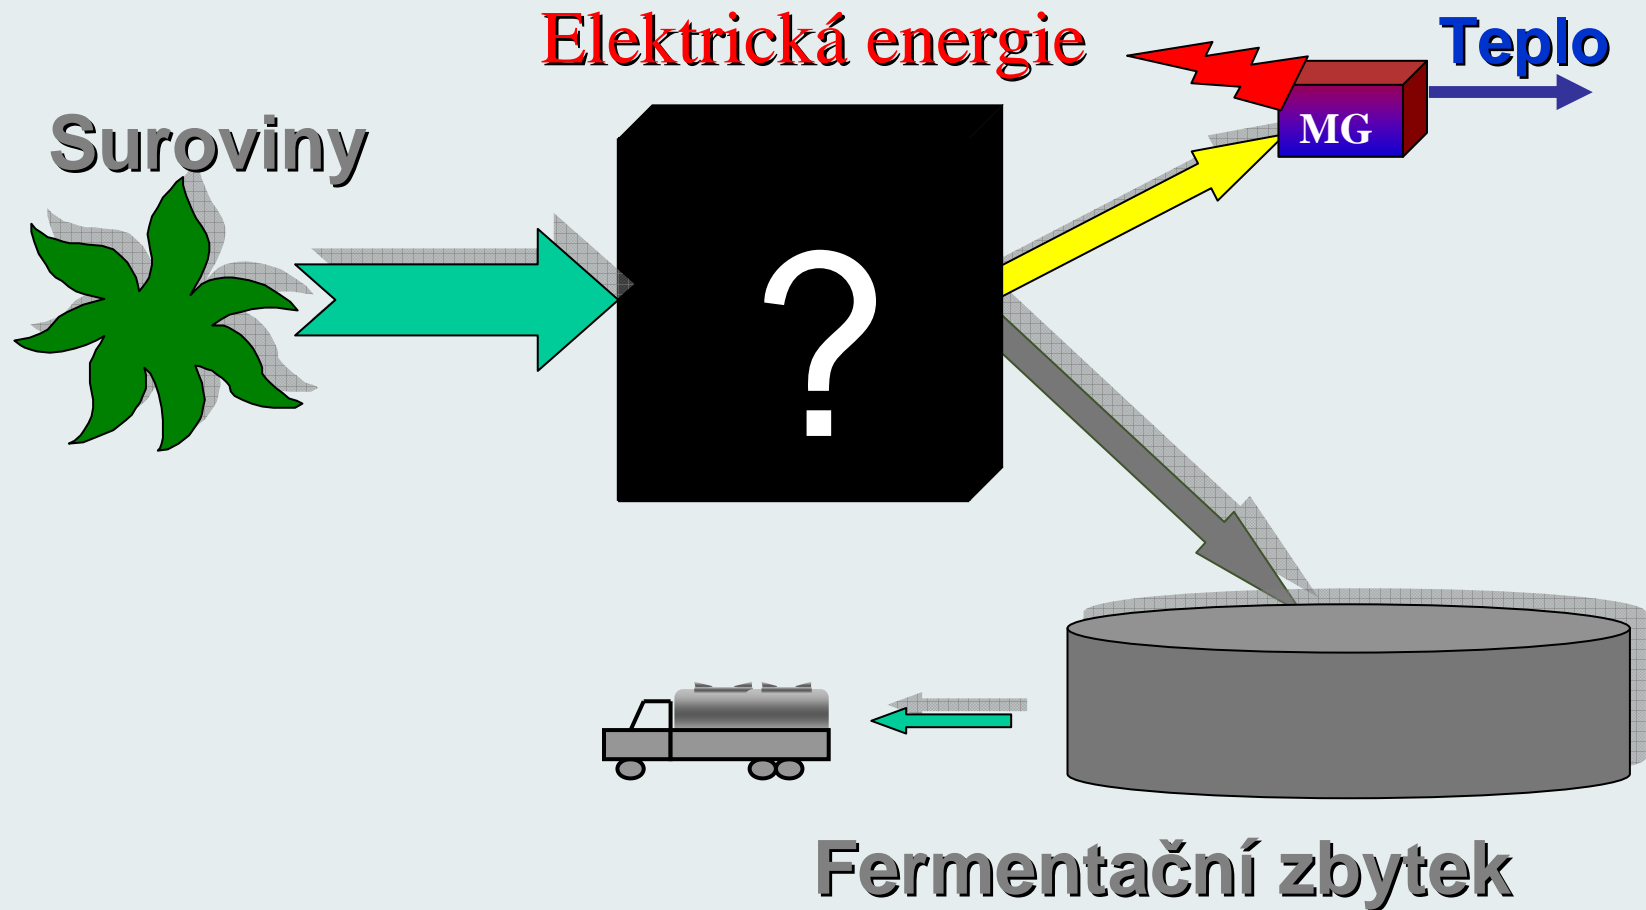 Elektrická energie
Teplo
Suroviny
MG
?
Fermentační zbytek